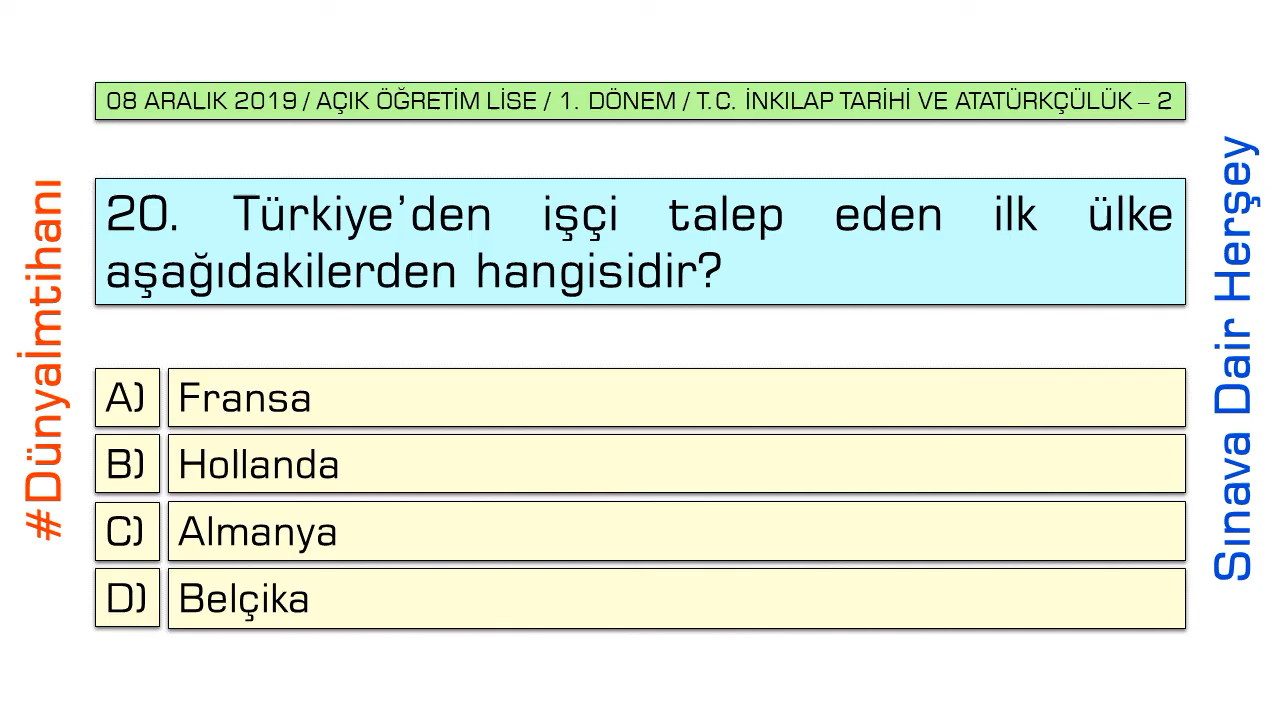 08 ARALIK 2019 / AÇIK ÖĞRETİM LİSE / 1. DÖNEM / T.C. İNKILAP TARİHİ VE ATATÜRKÇÜLÜK – 2
20. Türkiye’den işçi talep eden ilk ülke
aşağıdakilerden hangisidir?
A) Fransa
B) Hollanda
C) Almanya
D) Belçika
#Dünyaİmtihanı
Sınava Dair Herşey